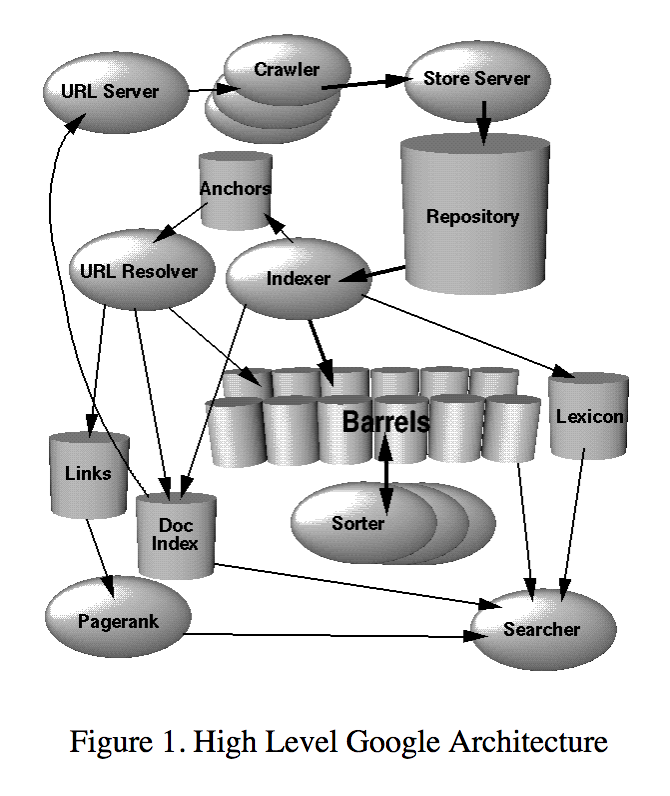 URL Server
Crawler
Store Server
Anchors
Repository
URL Resolver
Indexer
Barrels
Lexicon
Links
Doc
Index
Sorter
Pagerank
Searcher
Figure 1. High Level Google Architecture